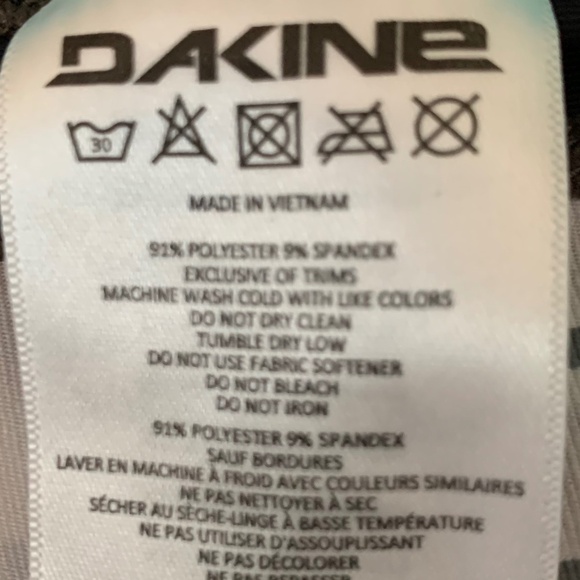 DAKINE
30
MADE IN VIETNAM
91% POLYESTER 9% SPANDEX
EXCLUSIVE OF TRIMS
MACHINE WASH COLD WITH LIKE COLORS
DO NOT DRY CLEAN
TUMBLE DRY LOW
DO NOT USE FABRIC SOFTENER
DO NOT BLEACH
DO NOT IRON
91% POLYESTER 9% SPANDEX
SAUF BORDURES
LAVER EN MACHINE À FROID AVEC COULEURS SIMILAIRES
NE PAS NETTOYER À SEC
SÉCHER AU SÈCHE-LINGE À BASSE TEMPÉRATURE
NE PAS UTILISER D'ASSOUPLISSANT
NE PAS DÉCOLORER
NE PAS REPASSER